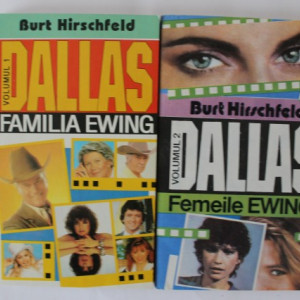 Burt Hirschfeld
VOLUMUL 1
DALLAS
FAMILIA EWING
Burt Hirschfeld
VOLUMUL 2
DALLAS
Femeile EWING